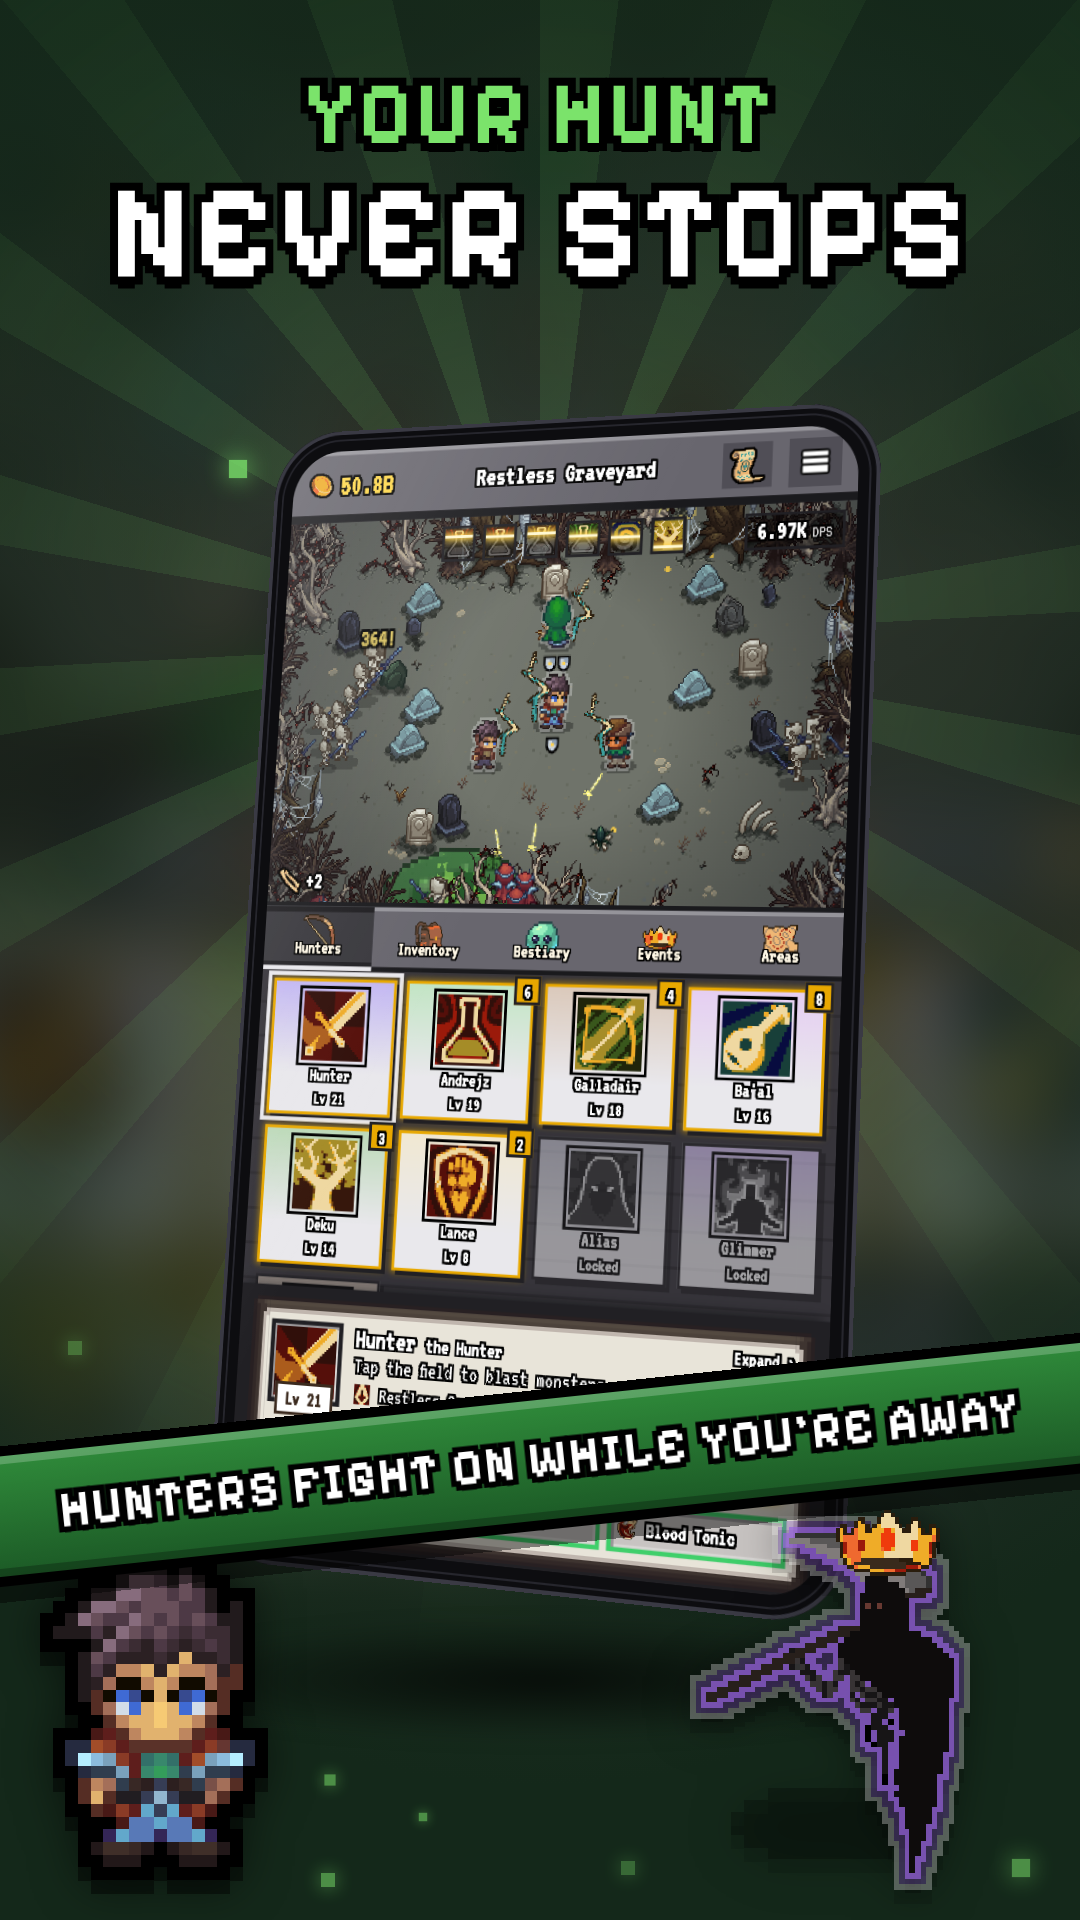 YOUR HUNT
NEVER STOPS
50.8B
Restless Graveyard
6.97K DPS
364!
+2
Hunters
Inventory
Bestiary
Events
Areas
Hunter
Lv 21
6
Andrejz
Lv 19
4
Galladair
Lv 18
8
Ba'al
Lv 16
3
Deku
Lv 14
2
Lance
Lv 8
Alias
Locked
Glimmer
Locked
Hunter the Hunter
Expand
Tap the field to blast monsters
Lv 21
Restless
HUNTERS FIGHT ON WHILE YOU'RE AWAY
Blood Tonic